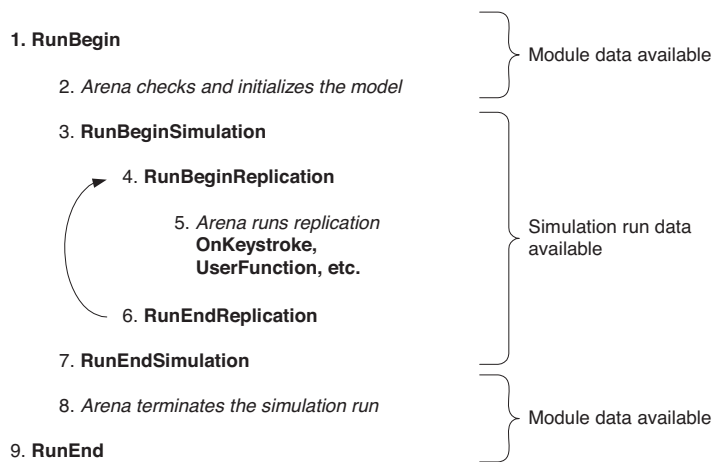 1. RunBegin
Module data available
2. Arena checks and initializes the model
3. RunBeginSimulation
4. RunBeginReplication
5. Arena runs replication
OnKeystroke,
UserFunction, etc.
Simulation run data
available
6. RunEndReplication
7. RunEndSimulation
8. Arena terminates the simulation run
Module data available
9. RunEnd